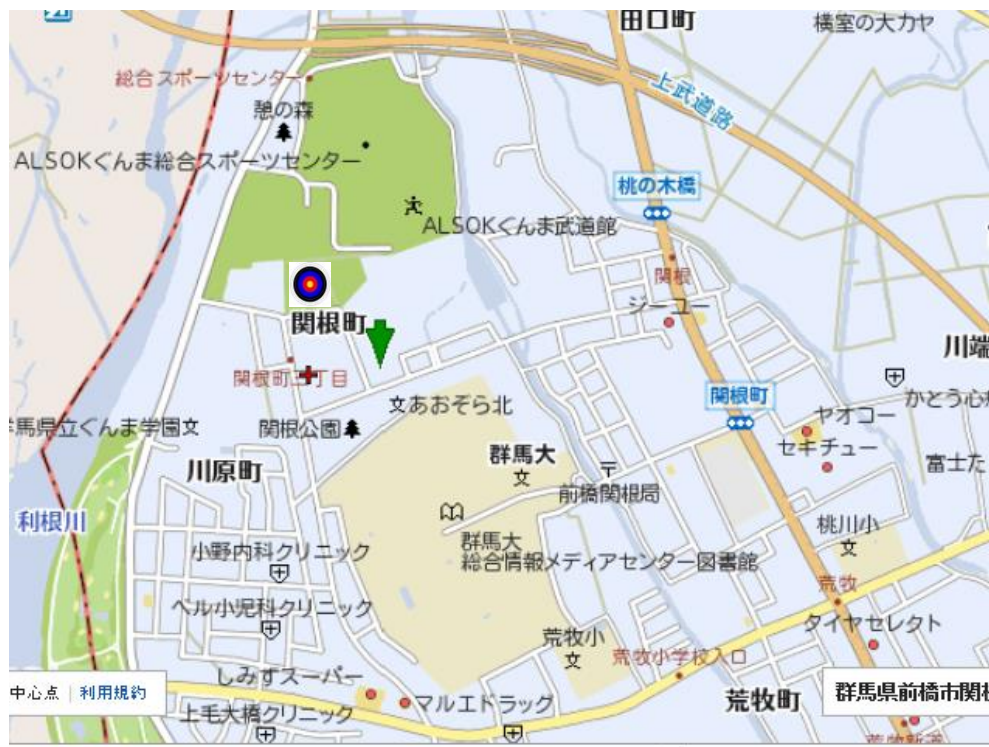 田口町
横室の大力ヤ
総合スポーツセンター
上武道路
憩の森
ALSOKぐんま総合スポーツセンター
桃の木橋
ALSOKぐんま武道館
関根
ジーユー
関根町
川端
関根町三丁目
関根町
かとう心
文あおぞら北
ヤオコー
県立ぐんま学園文
関根公園
セキチュー
群馬大
文
川原町
富士た
前橋関根局
利根川
桃川小
文
群馬大
総合情報メディアセンター図書館
小野内科クリニック
荒牧
ベル小児科クリニック
タイヤセレクト
荒牧小
文
荒牧小学校入口
しみずスーパー
中心点
利用規約
マルエドラッグ
荒牧町
群馬県前橋市関
上毛大橋クリニック
荒牧新道